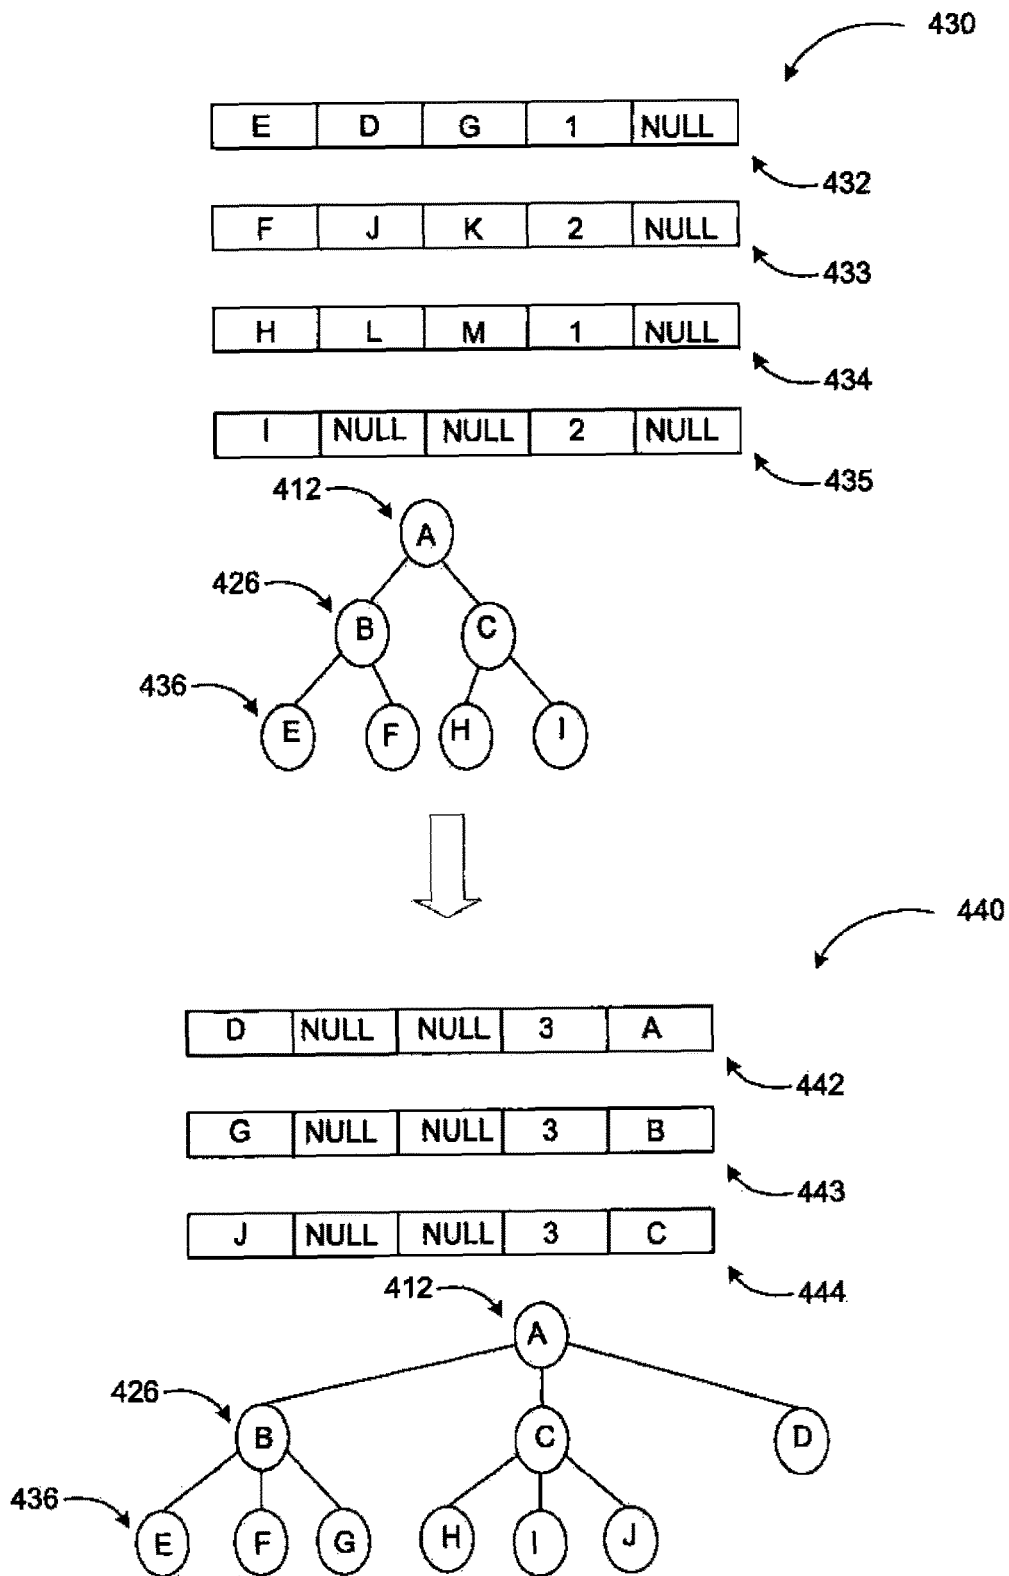 430
E D G 1 NULL
432
F J K 2 NULL
433
H L M 1 NULL
434
I NULL NULL 2 NULL
435
412
A
426
B C
436
E F H I
440
D NULL NULL 3 A
442
G NULL NULL 3 B
443
J NULL NULL 3 C
444
412
A
426
B C D
436
E F G H I J